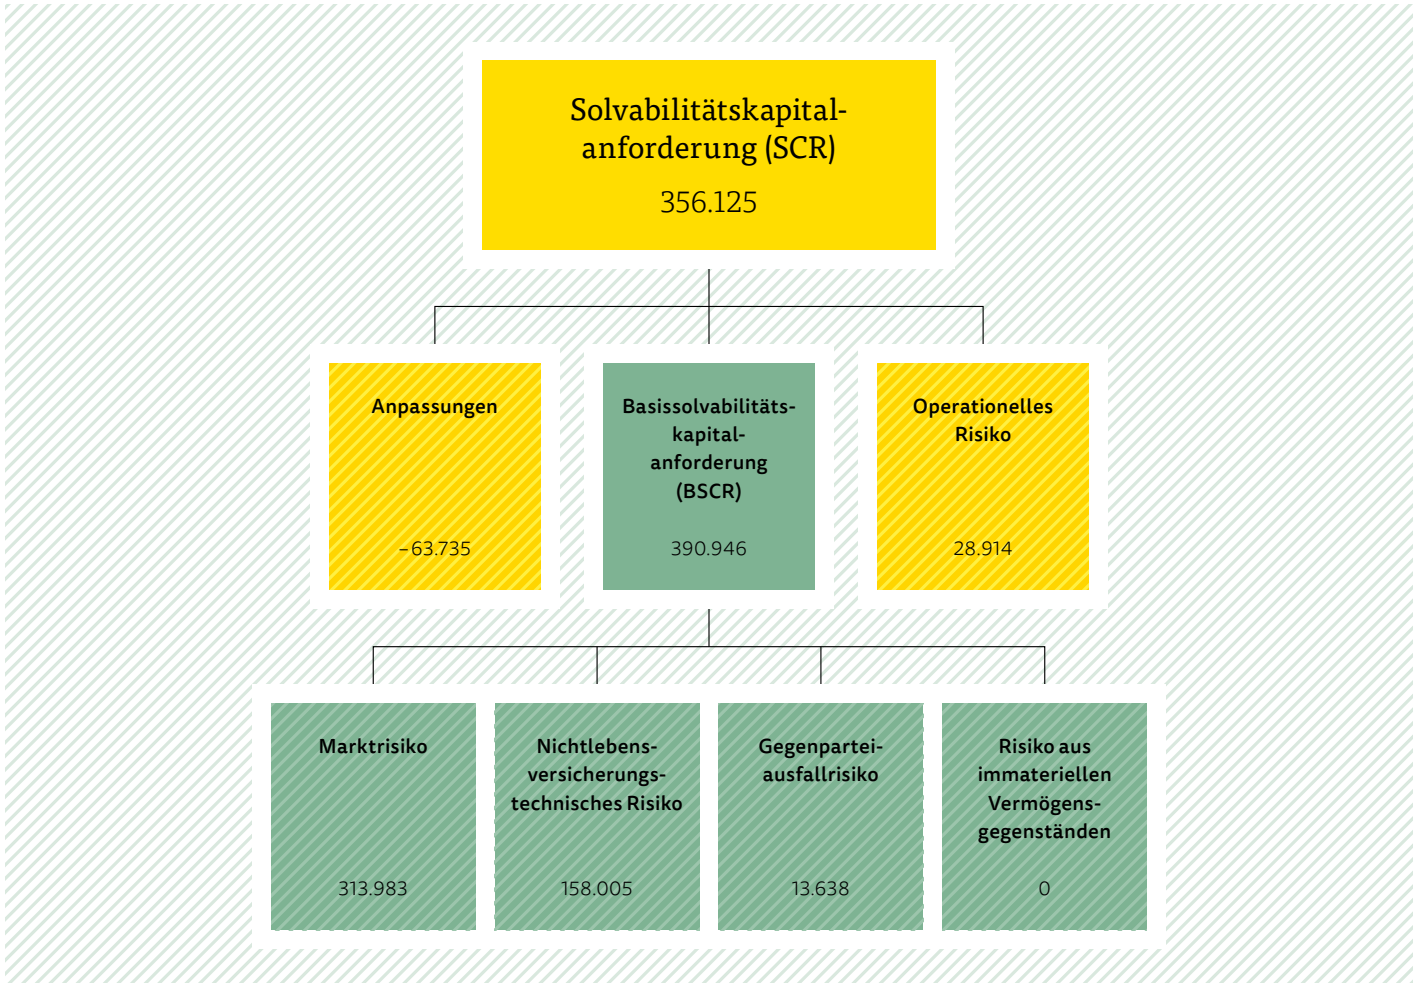 Solvabilitätskapital-
anforderung (SCR)
356.125
Anpassungen
–63.735
Basissolvabilitäts-
kapital-
anforderung
(BSCR)
390.946
Operationelles
Risiko
28.914
Marktrisiko
313.983
Nichtlebens-
versicherungs-
technisches Risiko
158.005
Gegenpartei-
ausfallrisiko
13.638
Risiko aus
immateriellen
Vermögens-
gegenständen
0